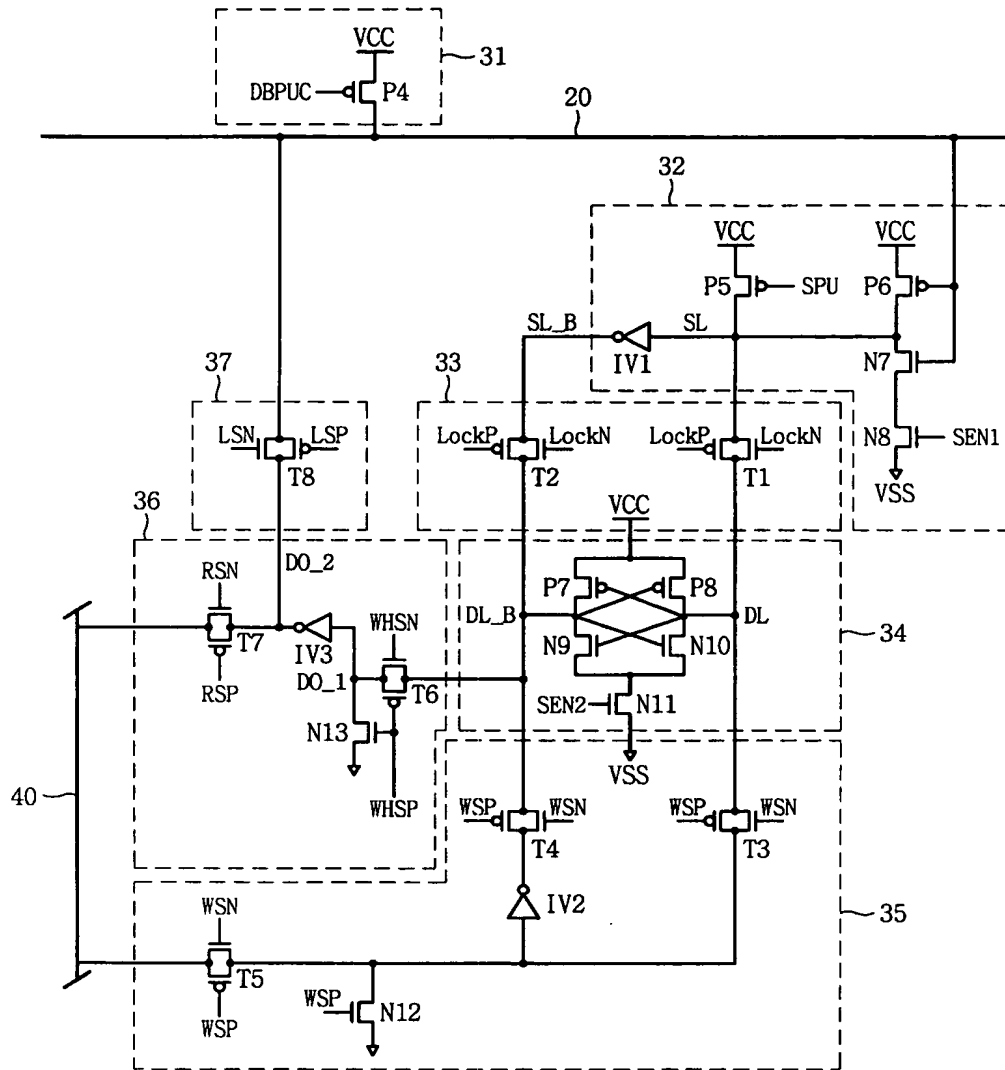 VCC
31
DBPUC
P4
20
32
VCC
VCC
P5
SPU
P6
SL_B
SL
IV1
N7
37
33
N8
SEN1
LSN
LSP
LockP
LockN
LockP
LockN
T8
T2
T1
VSS
36
VCC
DO_2
RSN
P7
P8
WHSN
DL_B
DL
T7
IV3
N9
N10
34
DO_1
T6
RSP
SEN2
N11
N13
VSS
40
WHSP
WSP
WSN
WSP
WSN
T4
T3
IV2
35
WSN
T5
WSP
N12
WSP